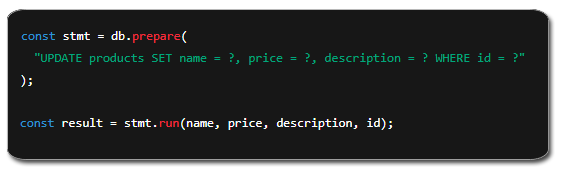 const stmt = db.prepare(
  "UPDATE products SET name = ?, price = ?, description = ? WHERE id = ?"
);
const result = stmt.run(name, price, description, id);